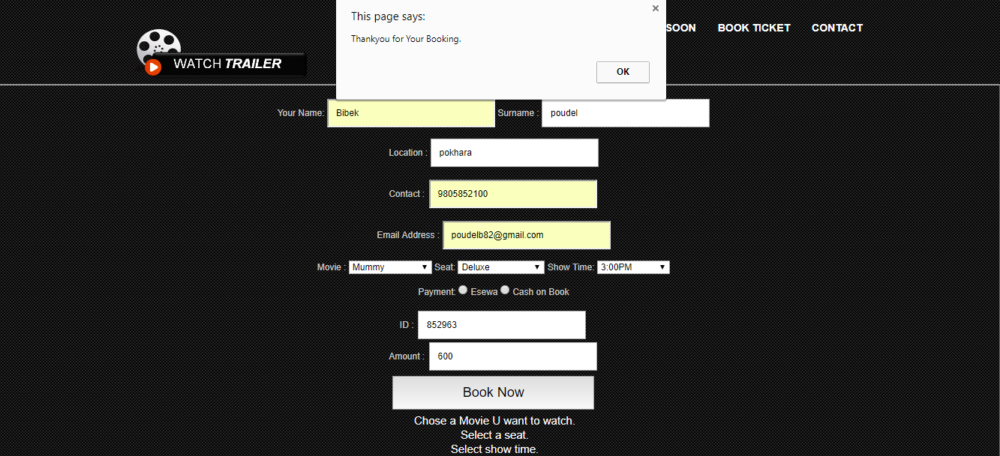 This page says:
Thankyou for Your Booking.
OK
SOON BOOK TICKET CONTACT
WATCH TRAILER
Your Name: Bibek Surname : poudel
Location : pokhara
Contact : 9805852100
Email Address : poudelb82@gmail.com
Movie : Mummy Seat: Deluxe Show Time: 3:00PM
Payment: Esewa Cash on Book
ID : 852963
Amount : 600
Book Now
Chose a Movie U want to watch.
Select a seat.
Select show time.